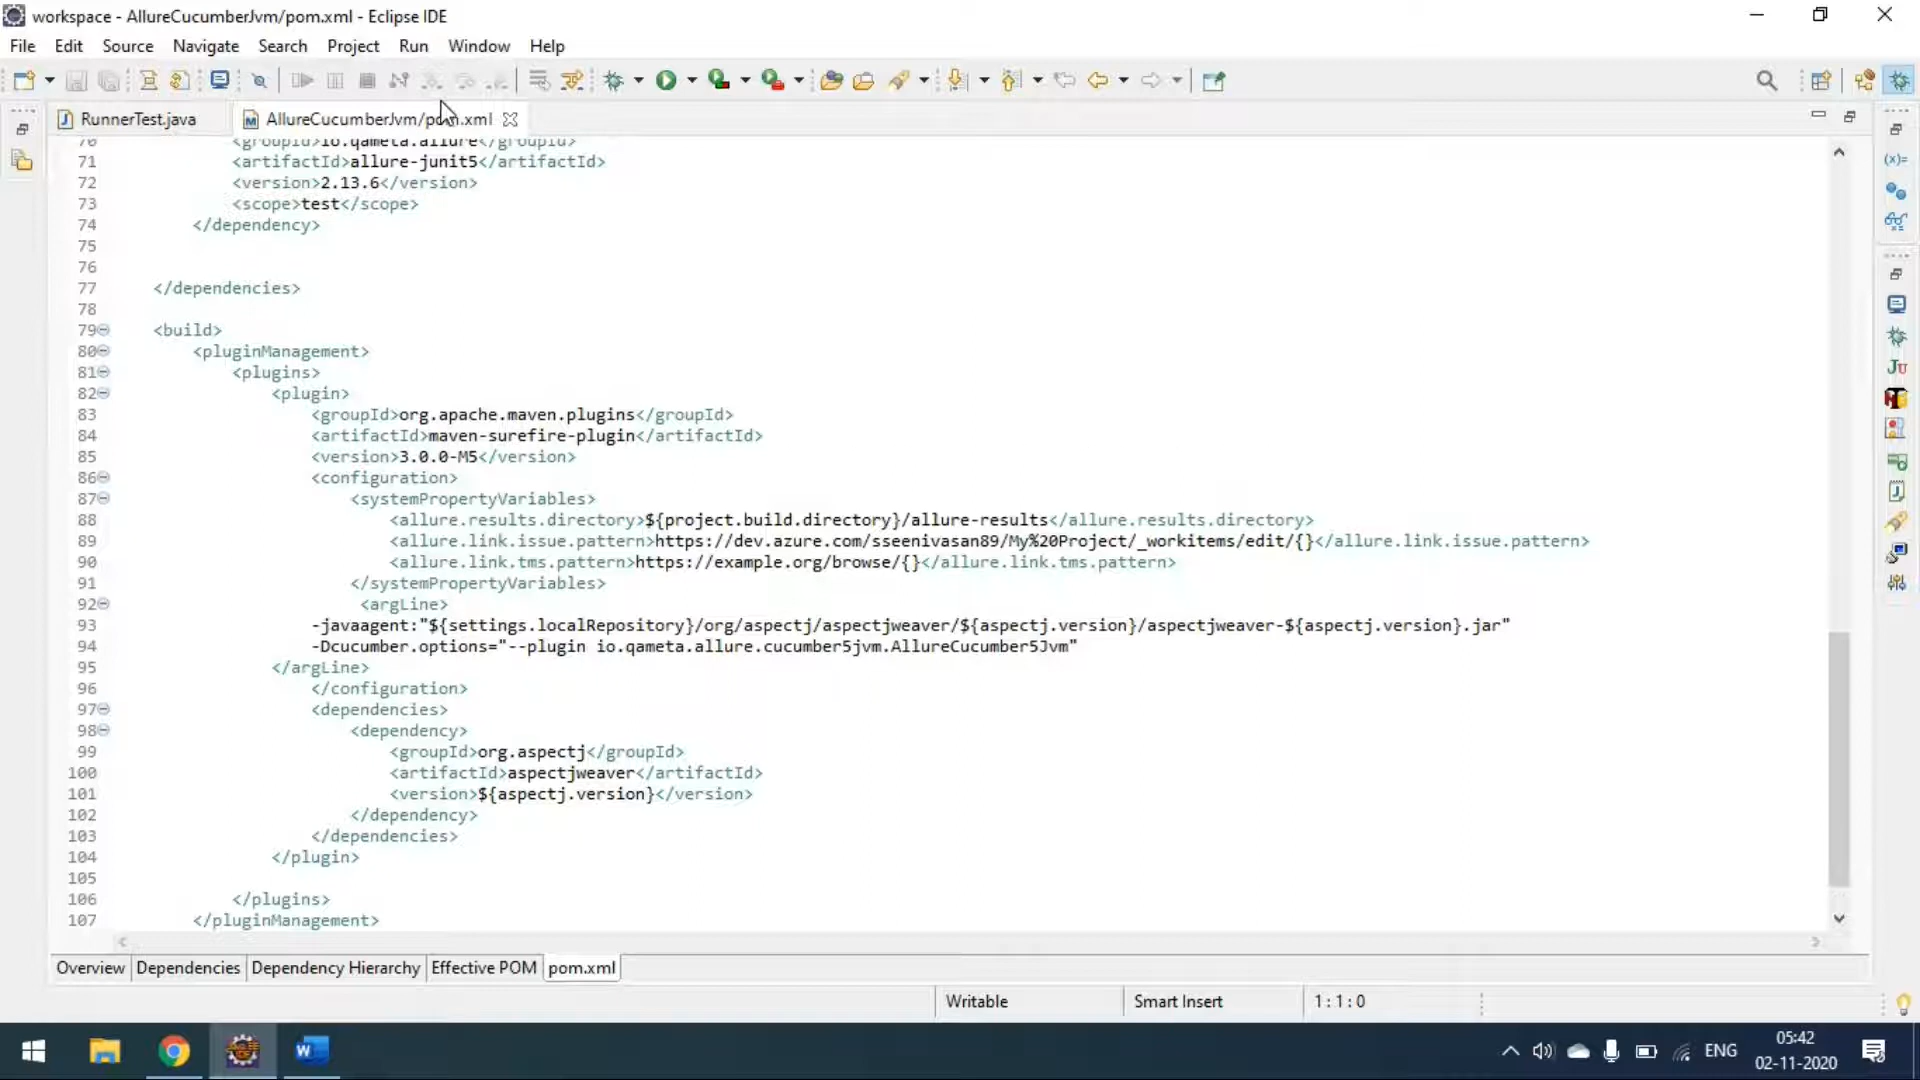 workspace - AllureCucumberJvm/pom.xml - Eclipse IDE
File Edit Source Navigate Search Project Run Window Help
RunnerTest.java AllureCucumberJvm/pom.xml
70 <groupId>io.qameta.allure</groupId>
71 <artifactId>allure-junit5</artifactId>
72 <version>2.13.6</version>
73 <scope>test</scope>
74 </dependency>
75
76
77 </dependencies>
78
79 <build>
80 <pluginManagement>
81 <plugins>
82 <plugin>
83 <groupId>org.apache.maven.plugins</groupId>
84 <artifactId>maven-surefire-plugin</artifactId>
85 <version>3.0.0-M5</version>
86 <configuration>
87 <systemPropertyVariables>
88 <allure.results.directory>${project.build.directory}/allure-results</allure.results.directory>
89 <allure.link.issue.pattern>https://dev.azure.com/sseenivasan89/My%20Project/_workitems/edit/{}</allure.link.issue.pattern>
90 <allure.link.tms.pattern>https://example.org/browse/{}</allure.link.tms.pattern>
91 </systemPropertyVariables>
92 <argLine>
93 -javaagent:"${settings.localRepository}/org/aspectj/aspectjweaver/${aspectj.version}/aspectjweaver-${aspectj.version}.jar"
94 -Dcucumber.options="--plugin io.qameta.allure.cucumber5jvm.AllureCucumber5Jvm"
95 </argLine>
96 </configuration>
97 <dependencies>
98 <dependency>
99 <groupId>org.aspectj</groupId>
100 <artifactId>aspectjweaver</artifactId>
101 <version>${aspectj.version}</version>
102 </dependency>
103 </dependencies>
104 </plugin>
105
106 </plugins>
107 </pluginManagement>
Overview Dependencies Dependency Hierarchy Effective POM pom.xml
Writable Smart Insert 1 : 1 : 0
ENG 05:42
02-11-2020